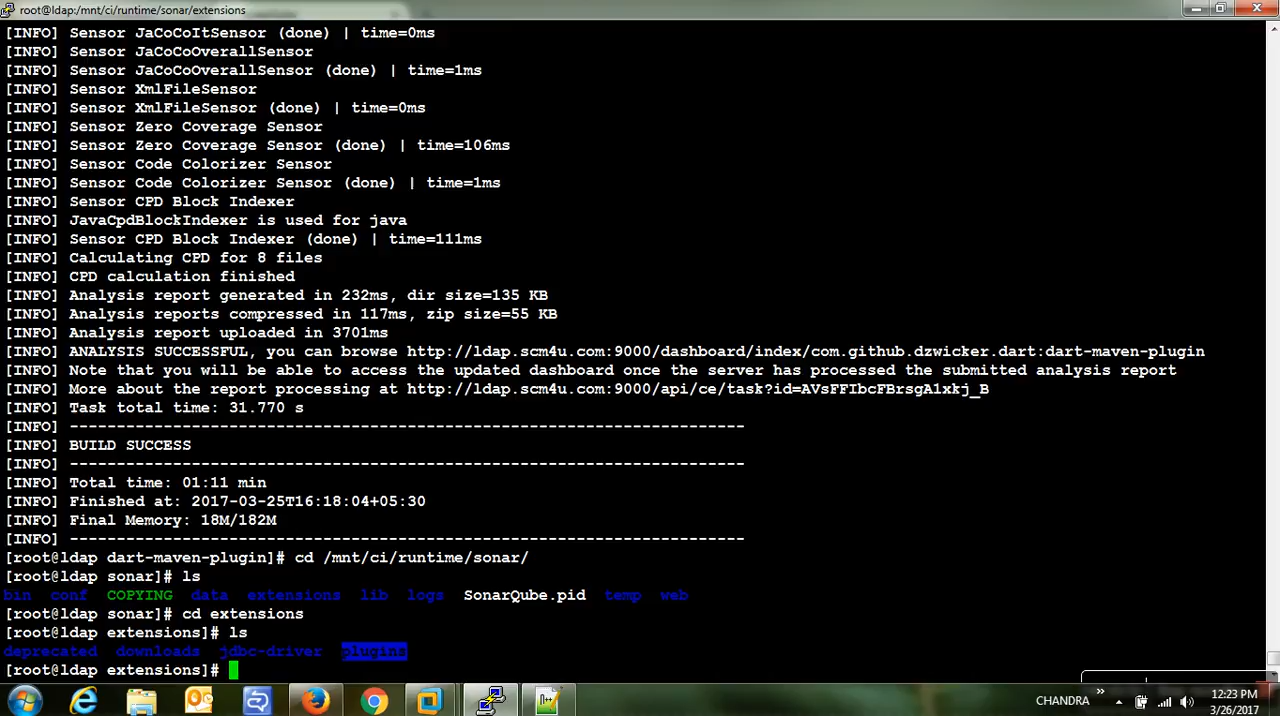 root@ldap:/mnt/ci/runtime/sonar/extensions
[INFO] Sensor JaCoCoItSensor (done) | time=0ms
[INFO] Sensor JaCoCoOverallSensor
[INFO] Sensor JaCoCoOverallSensor (done) | time=1ms
[INFO] Sensor XmlFileSensor
[INFO] Sensor XmlFileSensor (done) | time=0ms
[INFO] Sensor Zero Coverage Sensor
[INFO] Sensor Zero Coverage Sensor (done) | time=106ms
[INFO] Sensor Code Colorizer Sensor
[INFO] Sensor Code Colorizer Sensor (done) | time=1ms
[INFO] Sensor CPD Block Indexer
[INFO] JavaCpdBlockIndexer is used for java
[INFO] Sensor CPD Block Indexer (done) | time=111ms
[INFO] Calculating CPD for 8 files
[INFO] CPD calculation finished
[INFO] Analysis report generated in 232ms, dir size=135 KB
[INFO] Analysis reports compressed in 117ms, zip size=55 KB
[INFO] Analysis report uploaded in 3701ms
[INFO] ANALYSIS SUCCESSFUL, you can browse http://ldap.scm4u.com:9000/dashboard/index/com.github.dzwicker.dart:dart-maven-plugin
[INFO] Note that you will be able to access the updated dashboard once the server has processed the submitted analysis report
[INFO] More about the report processing at http://ldap.scm4u.com:9000/api/ce/task?id=AVsFFIbcFBrsgAlxkj_B
[INFO] Task total time: 31.770 s
[INFO] ------------------------------------------------------------------------
[INFO] BUILD SUCCESS
[INFO] ------------------------------------------------------------------------
[INFO] Total time: 01:11 min
[INFO] Finished at: 2017-03-25T16:18:04+05:30
[INFO] Final Memory: 18M/182M
[INFO] ------------------------------------------------------------------------
[root@ldap dart-maven-plugin]# cd /mnt/ci/runtime/sonar/
[root@ldap sonar]# ls
bin conf COPYING data extensions lib logs SonarQube.pid temp web
[root@ldap sonar]# cd extensions
[root@ldap extensions]# ls
deprecated downloads jdbc-driver plugins
[root@ldap extensions]#
CHANDRA
12:23 PM
3/26/2017